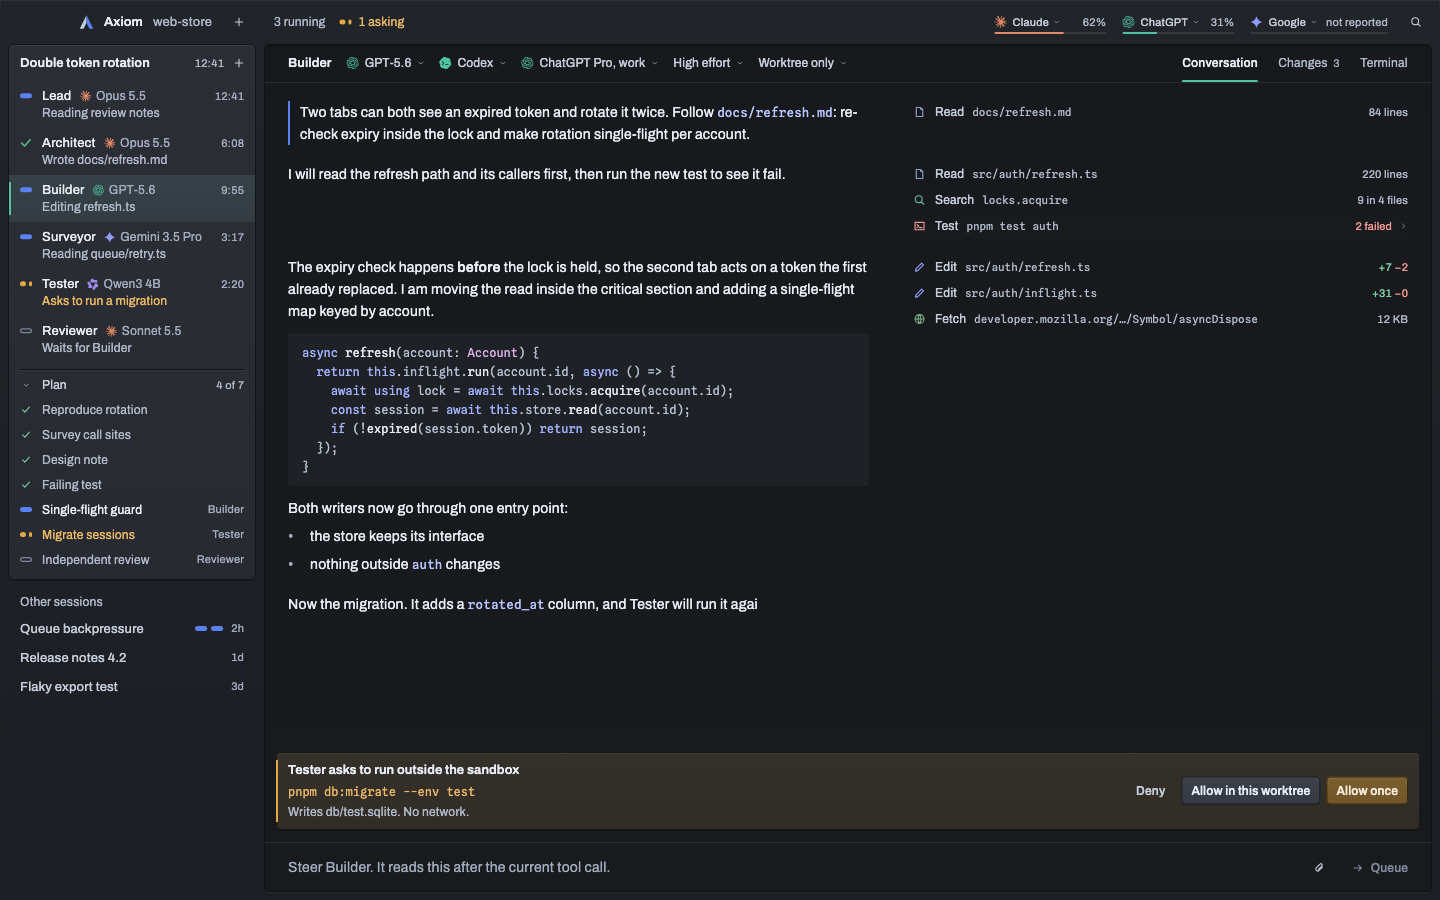 Axiom web-store + 3 running 1 asking Claude 62% ChatGPT 31% Google not reported
Double token rotation 12:41 +
Lead Opus 5.5 12:41
Reading review notes
Architect Opus 5.5 6:08
Wrote docs/refresh.md
Builder GPT-5.6 9:55
Editing refresh.ts
Surveyor Gemini 3.5 Pro 3:17
Reading queue/retry.ts
Tester Qwen3 4B 2:20
Asks to run a migration
Reviewer Sonnet 5.5
Waits for Builder
Plan 4 of 7
Reproduce rotation
Survey call sites
Design note
Failing test
Single-flight guard Builder
Migrate sessions Tester
Independent review Reviewer
Other sessions
Queue backpressure 2h
Release notes 4.2 1d
Flaky export test 3d
Builder GPT-5.6 Codex ChatGPT Pro, work High effort Worktree only Conversation Changes 3 Terminal
Two tabs can both see an expired token and rotate it twice. Follow docs/refresh.md: re-
check expiry inside the lock and make rotation single-flight per account.
Read docs/refresh.md 84 lines
I will read the refresh path and its callers first, then run the new test to see it fail.
Read src/auth/refresh.ts 220 lines
Search locks.acquire 9 in 4 files
Test pnpm test auth 2 failed
The expiry check happens before the lock is held, so the second tab acts on a token the first
already replaced. I am moving the read inside the critical section and adding a single-flight
map keyed by account.
Edit src/auth/refresh.ts +7 −2
Edit src/auth/inflight.ts +31 −0
Fetch developer.mozilla.org/…/Symbol/asyncDispose 12 KB
async refresh(account: Account) {
return this.inflight.run(account.id, async () => {
await using lock = await this.locks.acquire(account.id);
const session = await this.store.read(account.id);
if (!expired(session.token)) return session;
});
}
Both writers now go through one entry point:
• the store keeps its interface
• nothing outside auth changes
Now the migration. It adds a rotated_at column, and Tester will run it agai
Tester asks to run outside the sandbox
pnpm db:migrate --env test
Writes db/test.sqlite. No network.
Deny Allow in this worktree Allow once
Steer Builder. It reads this after the current tool call. Queue